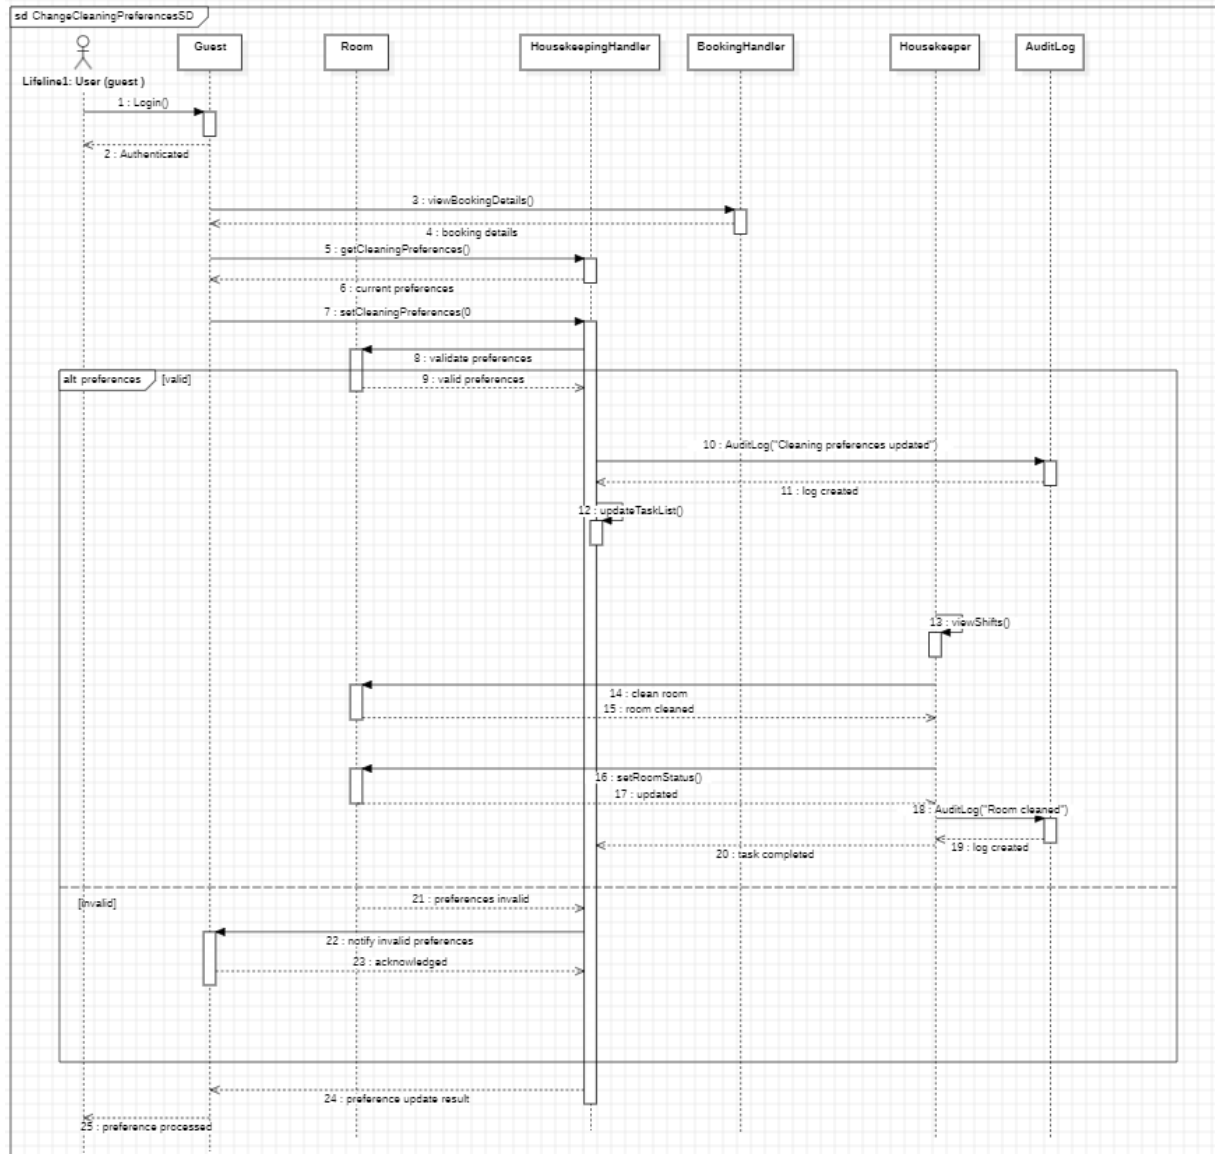 sd ChangeCleaningPreferencesSD
Guest
Room
HousekeepingHandler
BookingHandler
Housekeeper
AuditLog
Lifeline1: User (guest )
1 : Login()
2 : Authenticated
3 : viewBookingDetails()
4 : booking details
5 : getCleaningPreferences()
6 : current preferences
7 : setCleaningPreferences(0
8 : validate preferences
alt preferences
[valid]
9 : valid preferences
10 : AuditLog("Cleaning preferences updated")
11 : log created
12 : updateTaskList()
13 : viewShifts()
14 : clean room
15 : room cleaned
16 : setRoomStatus()
17 : updated
18 : AuditLog("Room cleaned")
19 : log created
20 : task completed
[invalid]
21 : preferences invalid
22 : notify invalid preferences
23 : acknowledged
24 : preference update result
25 : preference processed